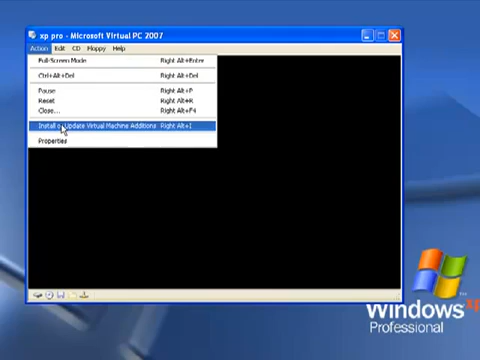 xp pro - Microsoft Virtual PC 2007
Action Edit CD Floppy Help
Full-Screen Mode Right Alt+Enter
Ctrl+Alt+Del Right Alt+Del
Pause Right Alt+P
Reset Right Alt+R
Close... Right Alt+F4
Install or Update Virtual Machine Additions Right Alt+I
Properties
Windows xp
Professional